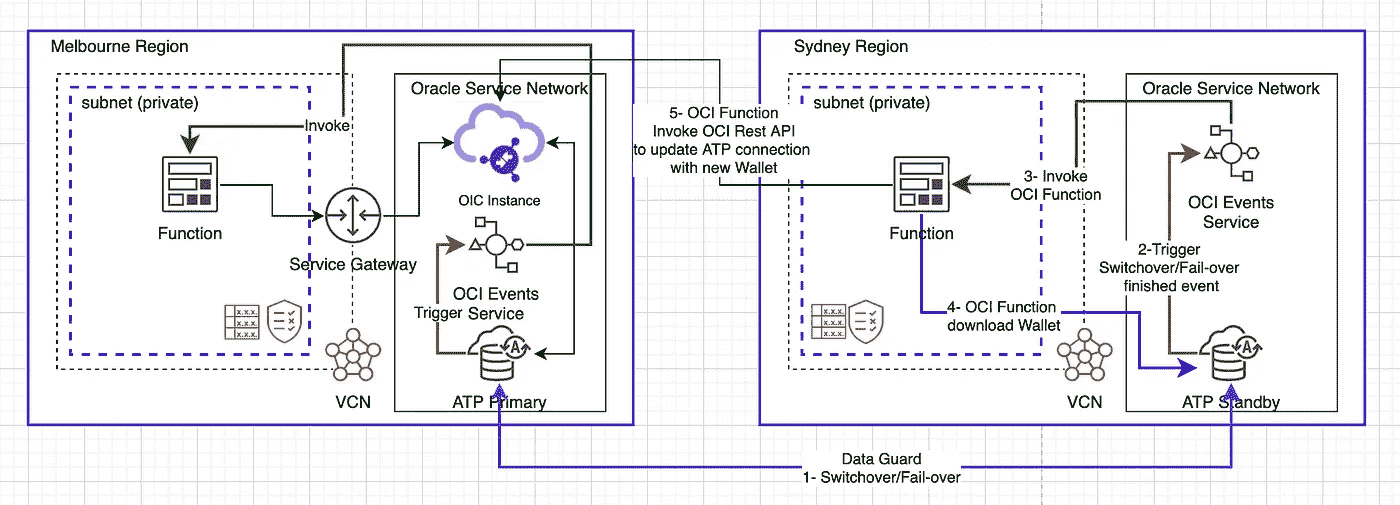 Melbourne Region
subnet (private)
Invoke
Function
Service Gateway
VCN
Oracle Service Network
OIC Instance
OCI Events
Service
Trigger
ATP Primary
5- OCI Function
Invoke OCI Rest API
to update ATP connection
with new Wallet
Sydney Region
subnet (private)
Function
3- Invoke
OCI Function
4- OCI Function
download Wallet
VCN
Oracle Service Network
OCI Events
Service
2-Trigger
Switchover/Fail-over
finished event
ATP Standby
Data Guard
1- Switchover/Fail-over